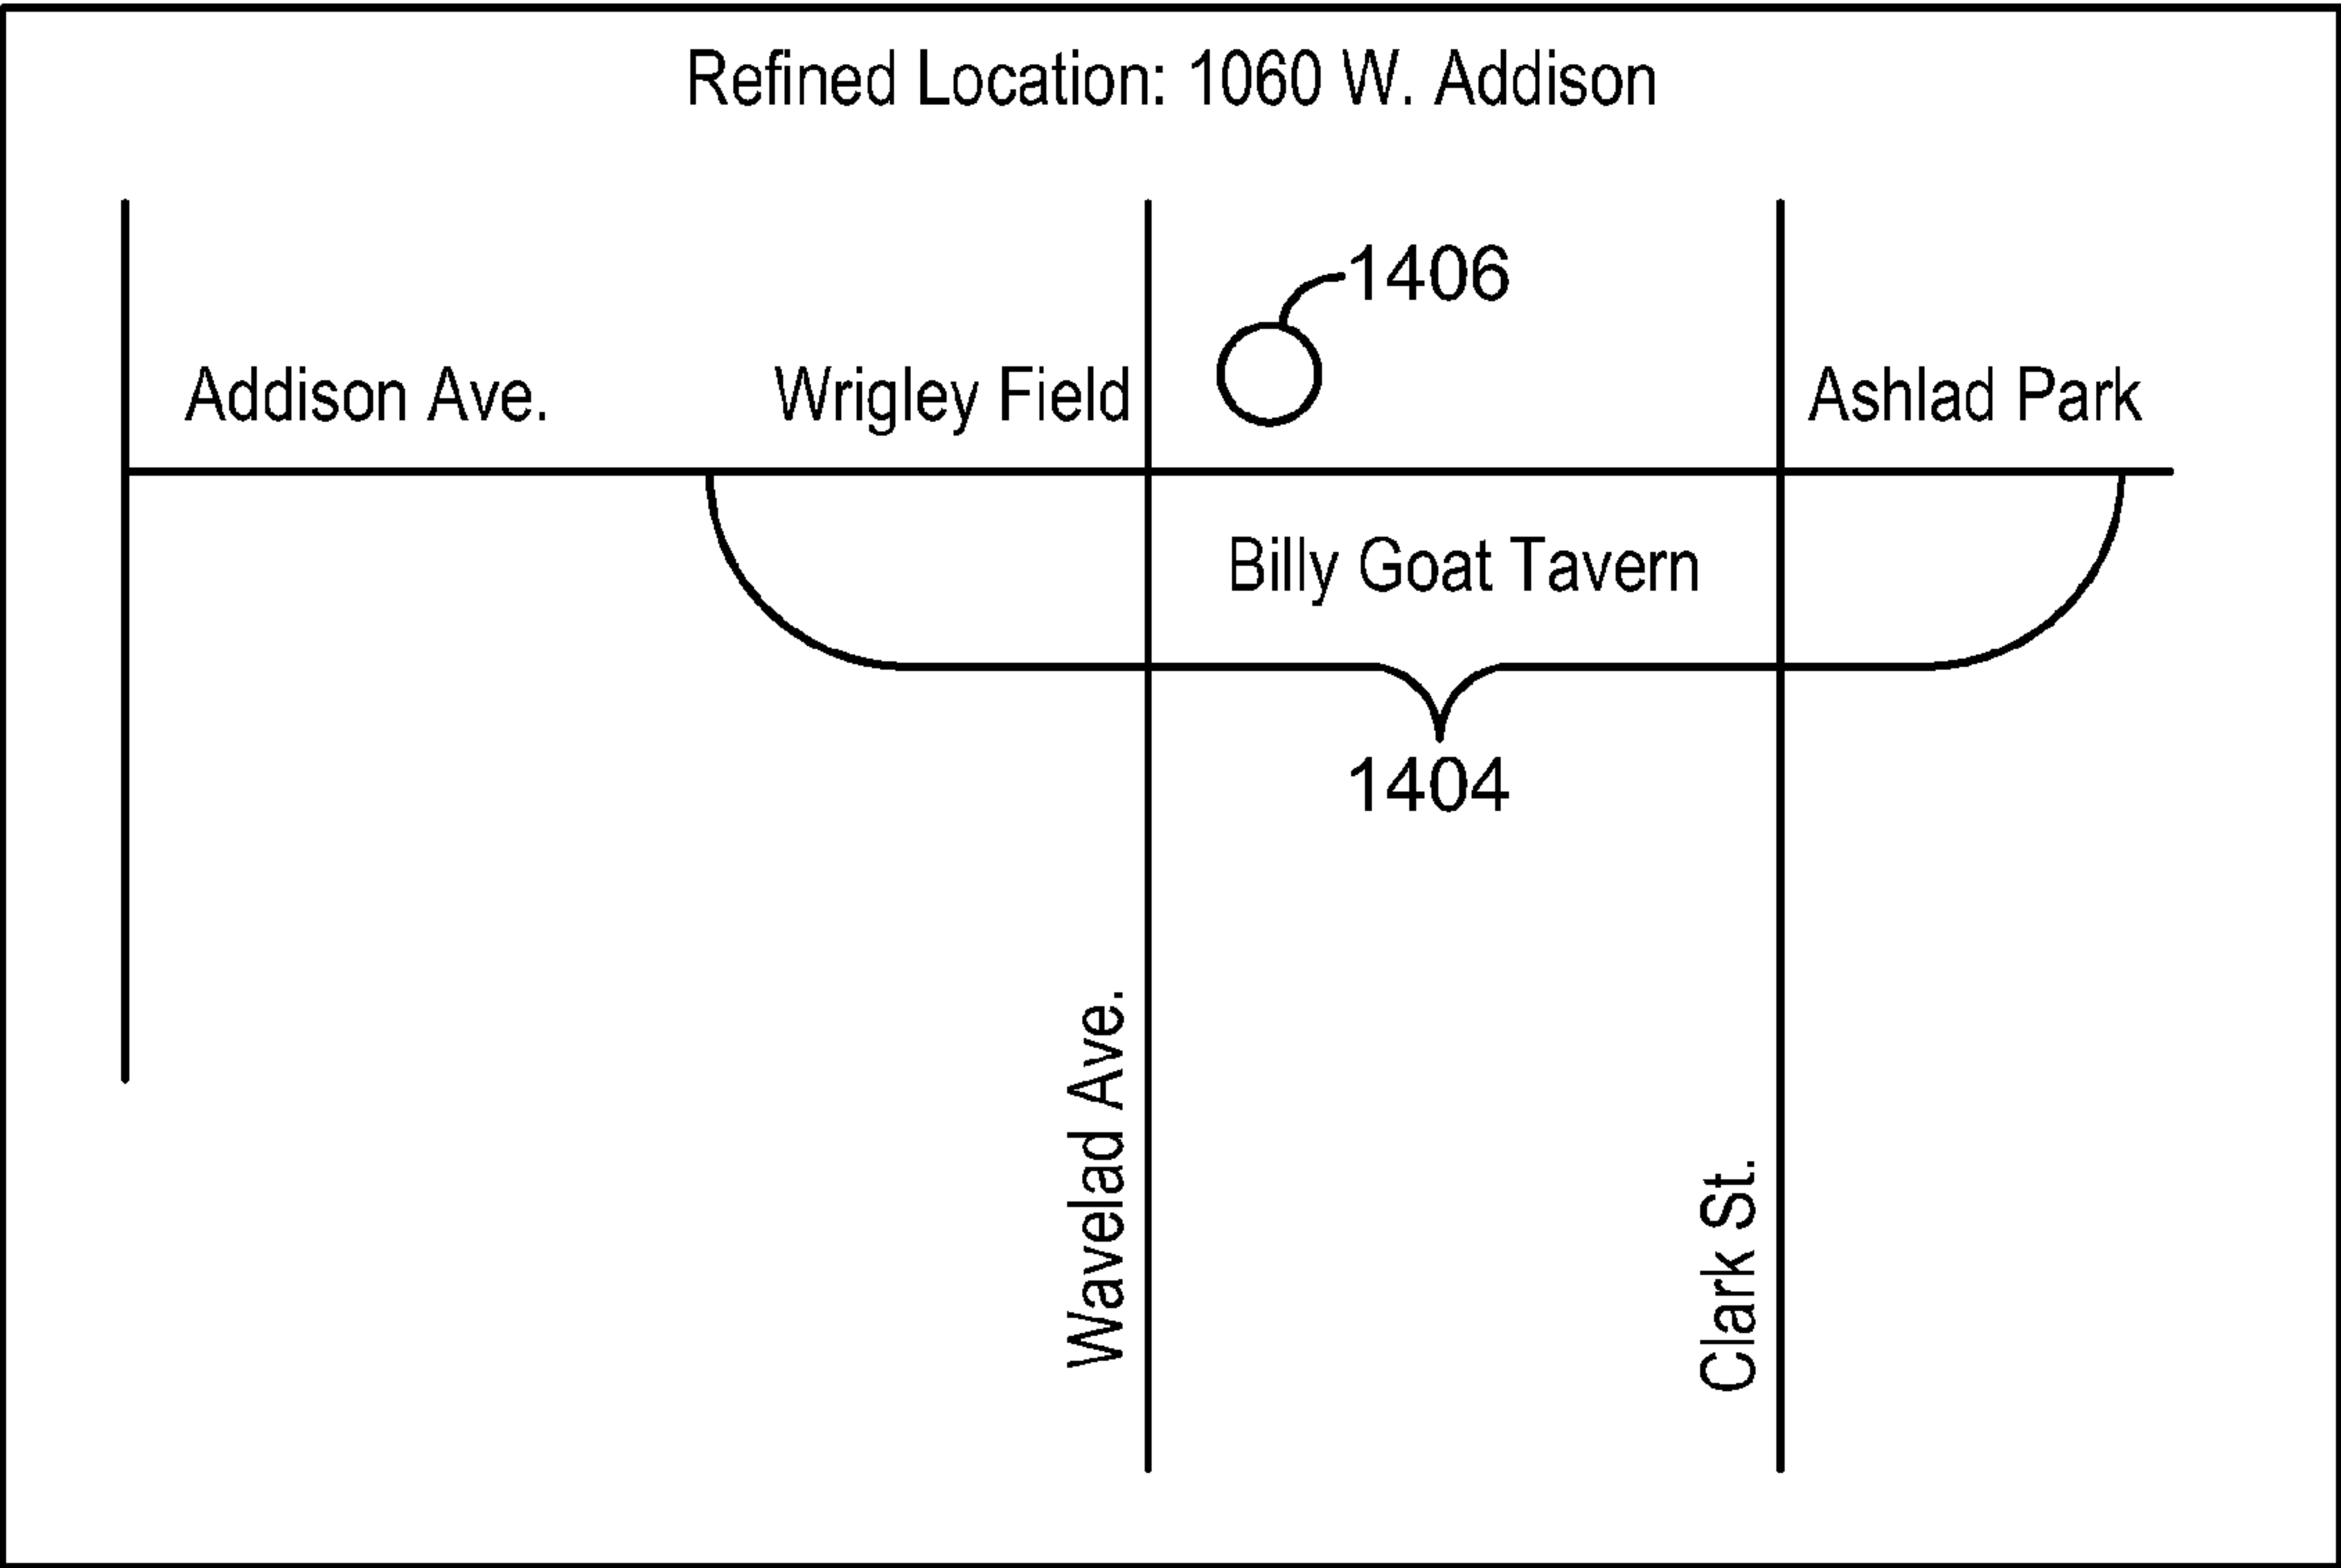 Refined Location: 1060 W. Addison
1406
Addison Ave.
Wrigley Field
Ashlad Park
Billy Goat Tavern
1404
Wavelad Ave.
Clark St.